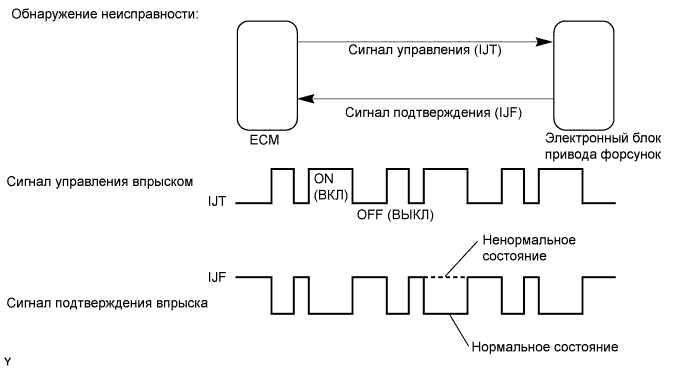 Обнаружение неисправности:
Сигнал управления (IJT)
Сигнал подтверждения (IJF)
ECM
Электронный блок
привода форсунок
Сигнал управления впрыском
IJT
ON
(ВКЛ)
OFF (ВЫКЛ)
Ненормальное
состояние
IJF
Сигнал подтверждения впрыска
Нормальное состояние
Y